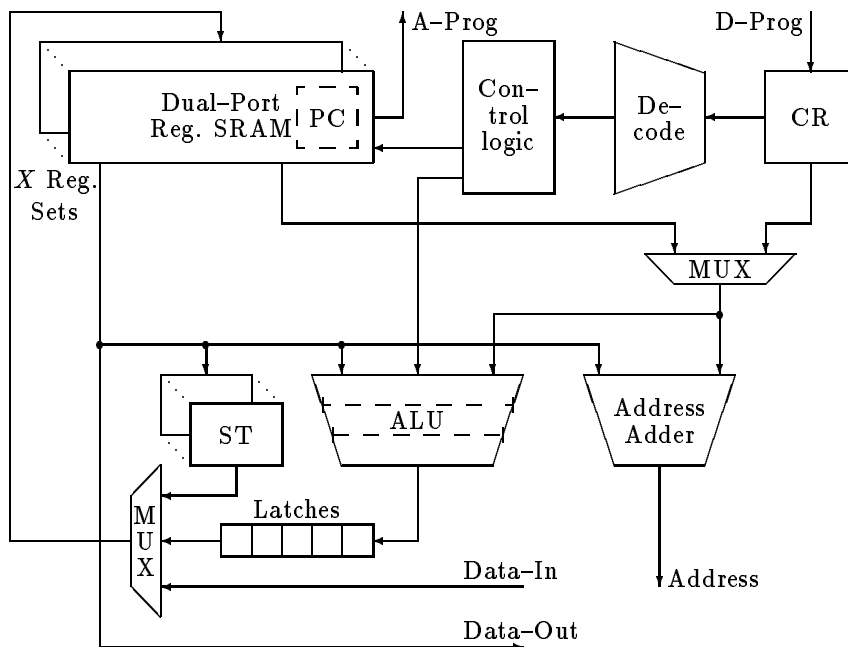 A–Prog
D–Prog
Dual–Port
Reg. SRAM
PC
Con–
trol
logic
De–
code
CR
X Reg.
Sets
MUX
ST
ALU
Address
Adder
M
U
X
Latches
Data–In
Address
Data–Out